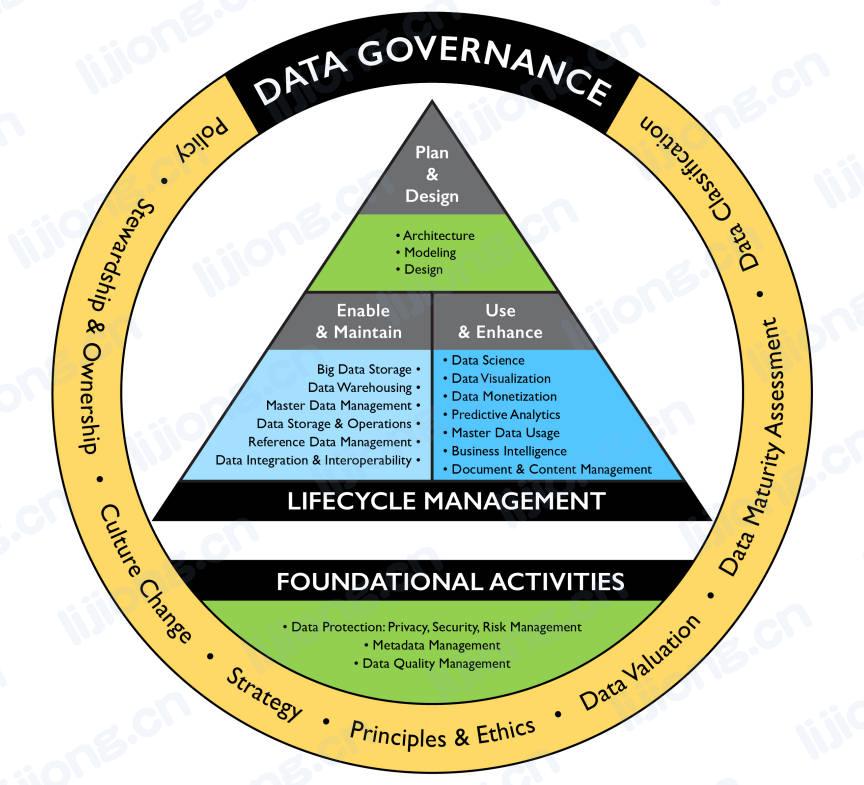 DATA GOVERNANCE
Policy • Stewardship & Ownership • Culture Change • Strategy • Principles & Ethics • Data Valuation • Data Maturity Assessment • Data Classification
Plan
&
Design
• Architecture
• Modeling
• Design
Enable
& Maintain
Big Data Storage •
Data Warehousing •
Master Data Management •
Data Storage & Operations •
Reference Data Management •
Data Integration & Interoperability •
Use
& Enhance
• Data Science
• Data Visualization
• Data Monetization
• Predictive Analytics
• Master Data Usage
• Business Intelligence
• Document & Content Management
LIFECYCLE MANAGEMENT
FOUNDATIONAL ACTIVITIES
• Data Protection: Privacy, Security, Risk Management
• Metadata Management
• Data Quality Management
lijiong.cn